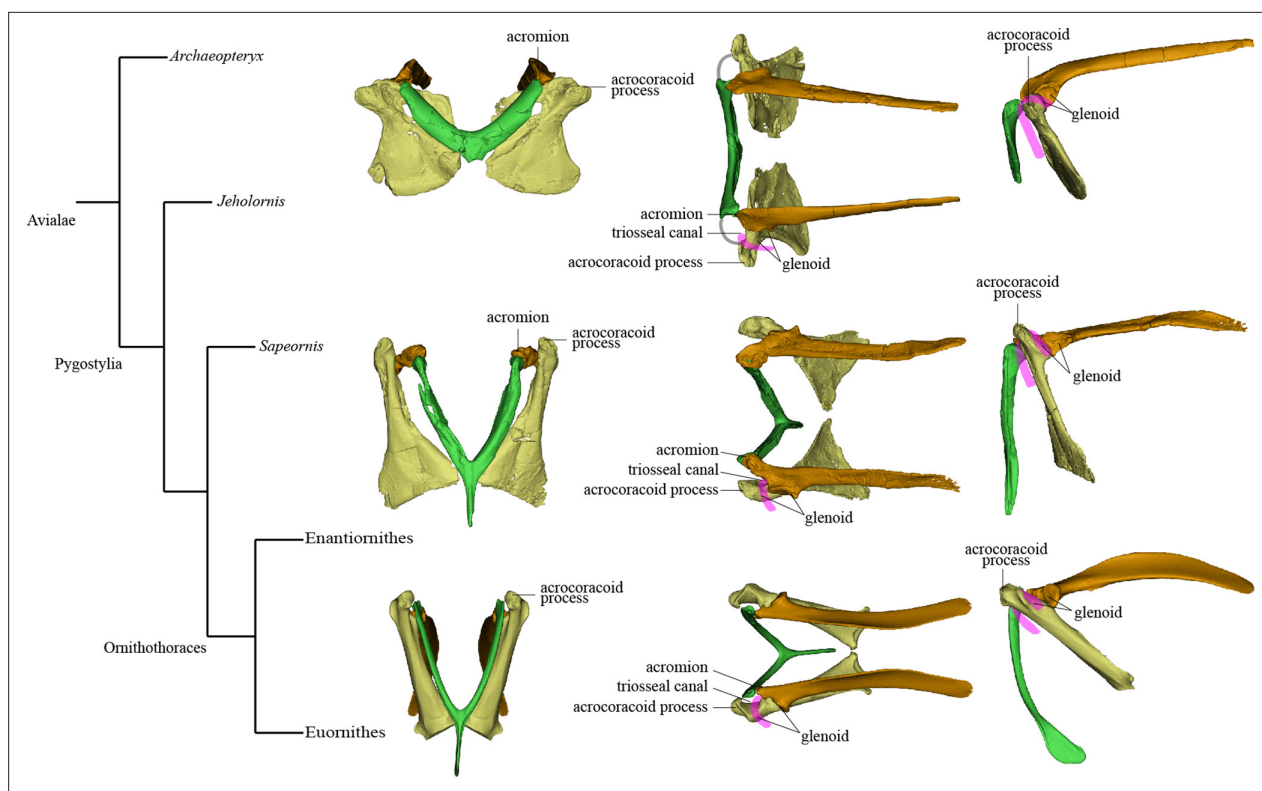 Archaeopteryx
Jeholornis
Avialae
Sapeornis
Pygostylia
Enantiornithes
Ornithothoraces
Euornithes
acromion
acrocoracoid
process
acromion
triosseal canal
acrocoracoid process
glenoid
acrocoracoid
process
glenoid
acromion
acrocoracoid
process
acromion
triosseal canal
acrocoracoid process
glenoid
acrocoracoid
process
glenoid
acrocoracoid
process
acromion
triosseal canal
acrocoracoid process
glenoid
acrocoracoid
process
glenoid